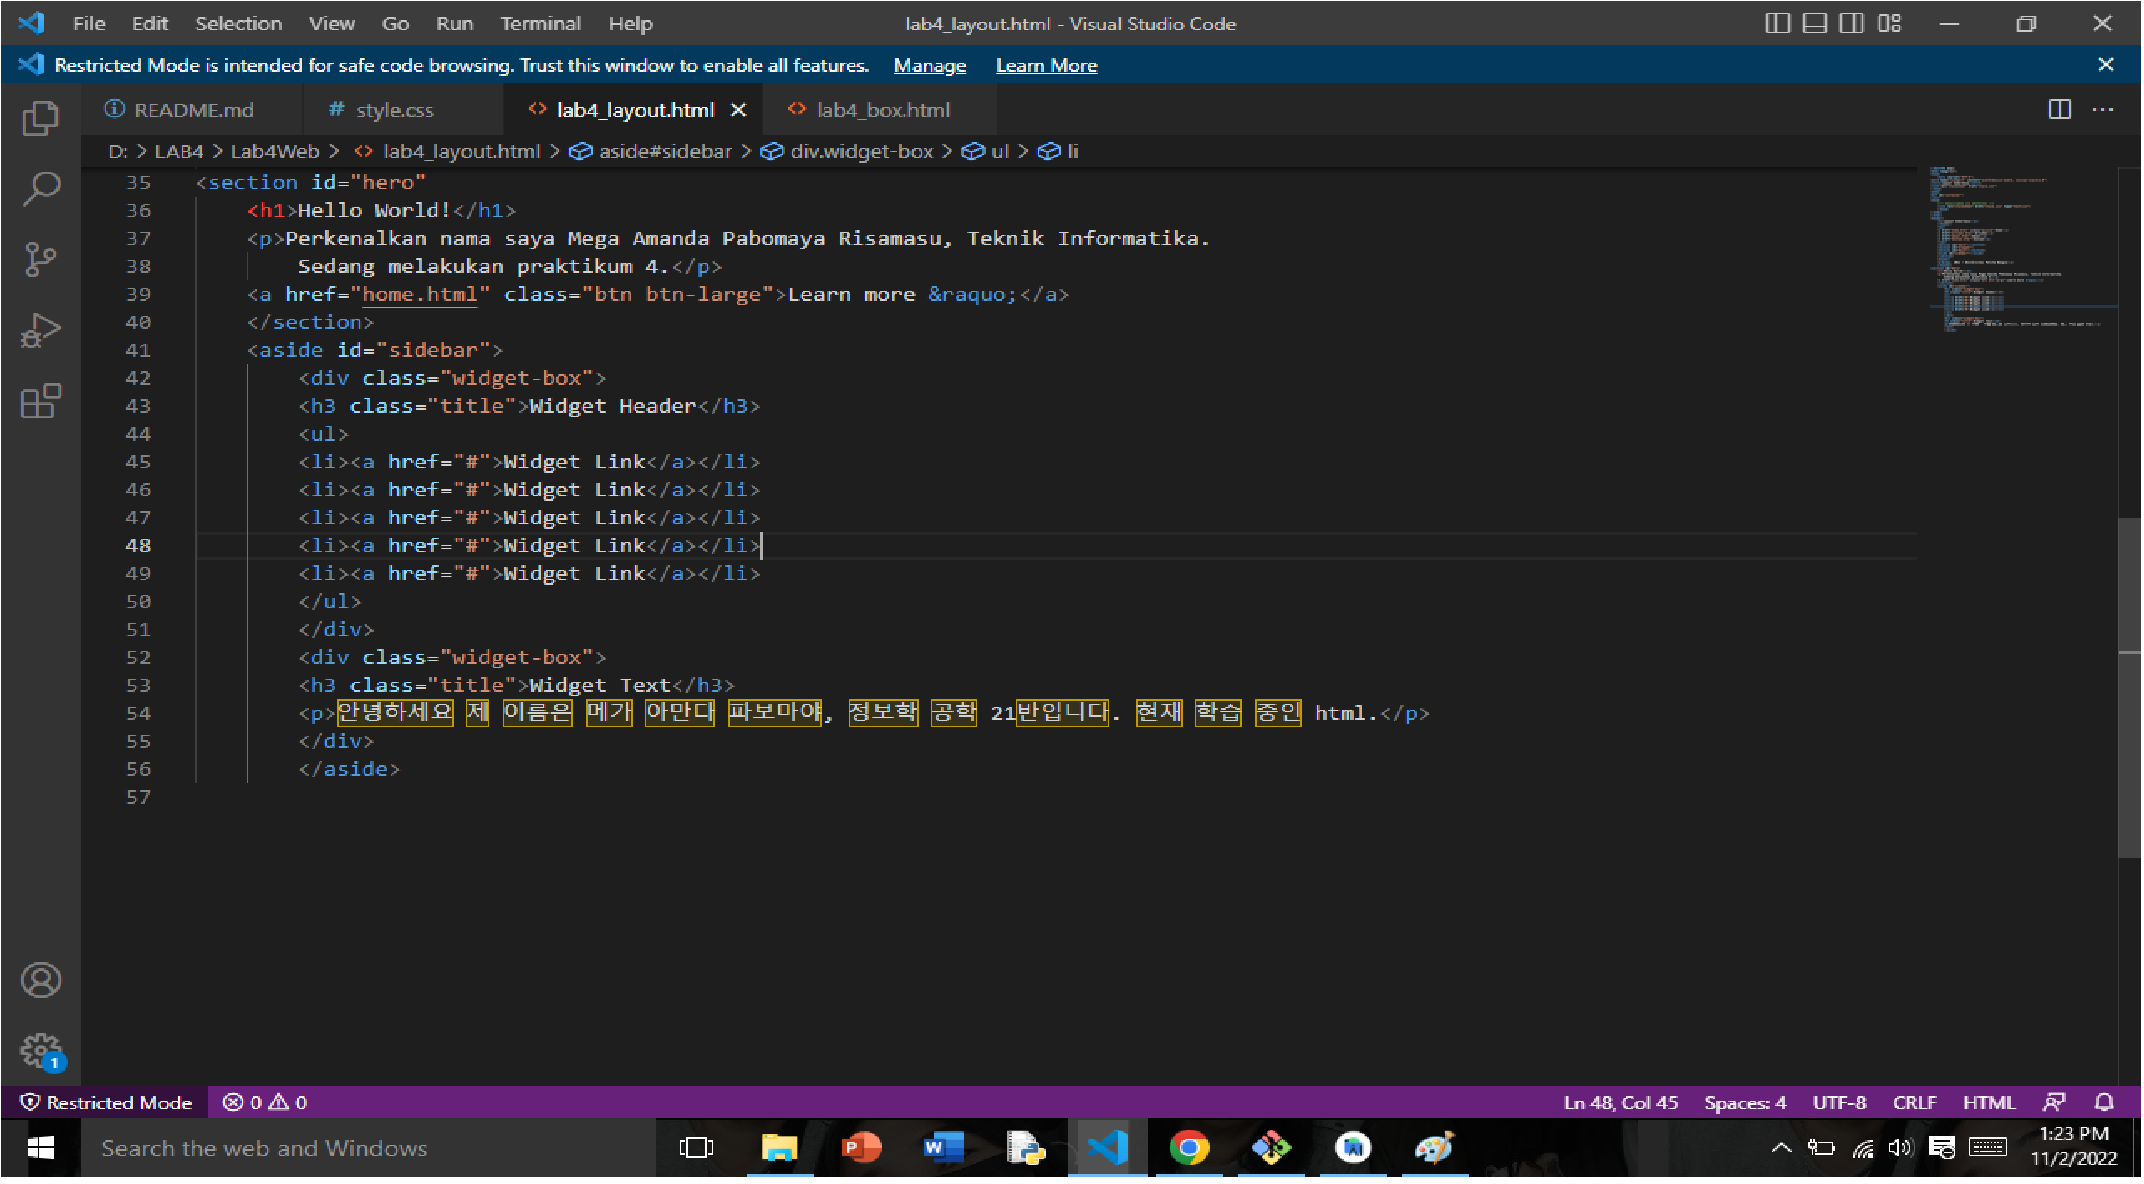 File Edit Selection View Go Run Terminal Help lab4_layout.html - Visual Studio Code
Restricted Mode is intended for safe code browsing. Trust this window to enable all features. Manage Learn More
README.md # style.css <> lab4_layout.html <> lab4_box.html
D: > LAB4 > Lab4Web > <> lab4_layout.html > aside#sidebar > div.widget-box > ul > li
35 <section id="hero"
36 <h1>Hello World!</h1>
37 <p>Perkenalkan nama saya Mega Amanda Pabomaya Risamasu, Teknik Informatika.
38 Sedang melakukan praktikum 4.</p>
39 <a href="home.html" class="btn btn-large">Learn more &raquo;</a>
40 </section>
41 <aside id="sidebar">
42 <div class="widget-box">
43 <h3 class="title">Widget Header</h3>
44 <ul>
45 <li><a href="#">Widget Link</a></li>
46 <li><a href="#">Widget Link</a></li>
47 <li><a href="#">Widget Link</a></li>
48 <li><a href="#">Widget Link</a></li>
49 <li><a href="#">Widget Link</a></li>
50 </ul>
51 </div>
52 <div class="widget-box">
53 <h3 class="title">Widget Text</h3>
54 <p>안녕하세요 제 이름은 메가 아만다 파보마야, 정보학 공학 21반입니다. 현재 학습 중인 html.</p>
55 </div>
56 </aside>
57
1
Restricted Mode 0 0 Ln 48, Col 45 Spaces: 4 UTF-8 CRLF HTML
Search the web and Windows
1:23 PM
11/2/2022